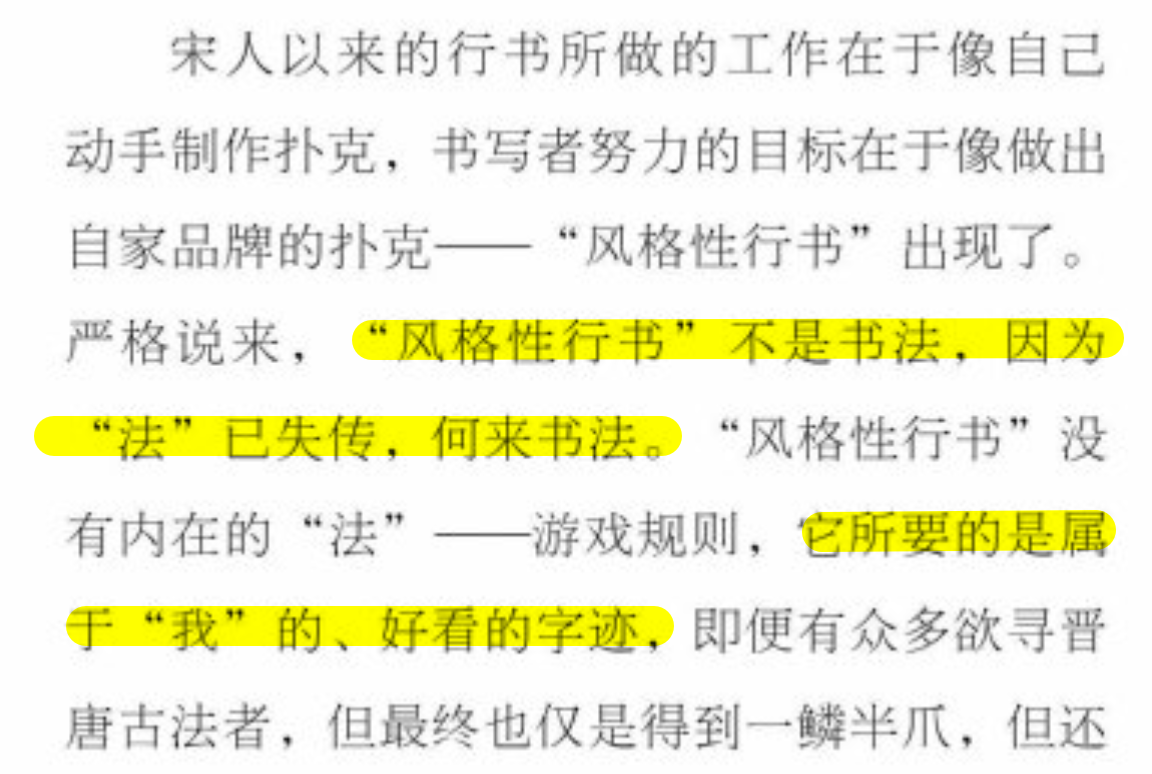 宋人以来的行书所做的工作在于像自己
动手制作扑克，书写者努力的目标在于像做出
自家品牌的扑克——“风格性行书”出现了。
严格说来，“风格性行书”不是书法，因为
“法”已失传，何来书法。“风格性行书”没
有内在的“法”——游戏规则，它所要的是属
于“我”的、好看的字迹，即便有众多欲寻晋
唐古法者，但最终也仅是得到一鳞半爪，但还